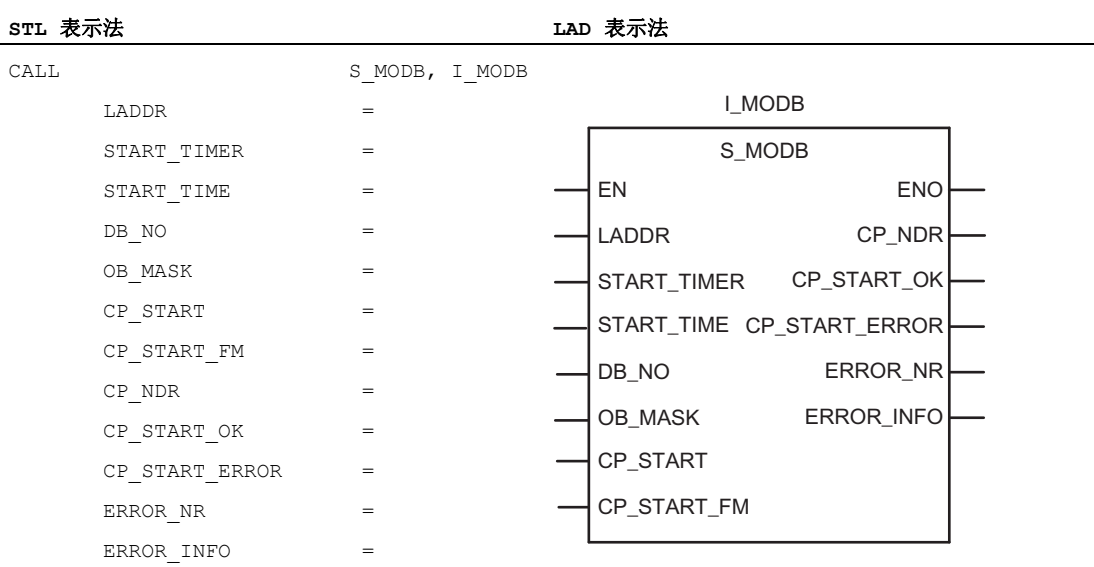 STL 表示法
LAD 表示法
CALL S_MODB, I_MODB
LADDR =
START_TIMER =
START_TIME =
DB_NO =
OB_MASK =
CP_START =
CP_START_FM =
CP_NDR =
CP_START_OK =
CP_START_ERROR =
ERROR_NR =
ERROR_INFO =
I_MODB
S_MODB
EN ENO
LADDR CP_NDR
START_TIMER CP_START_OK
START_TIME CP_START_ERROR
DB_NO ERROR_NR
OB_MASK ERROR_INFO
CP_START
CP_START_FM